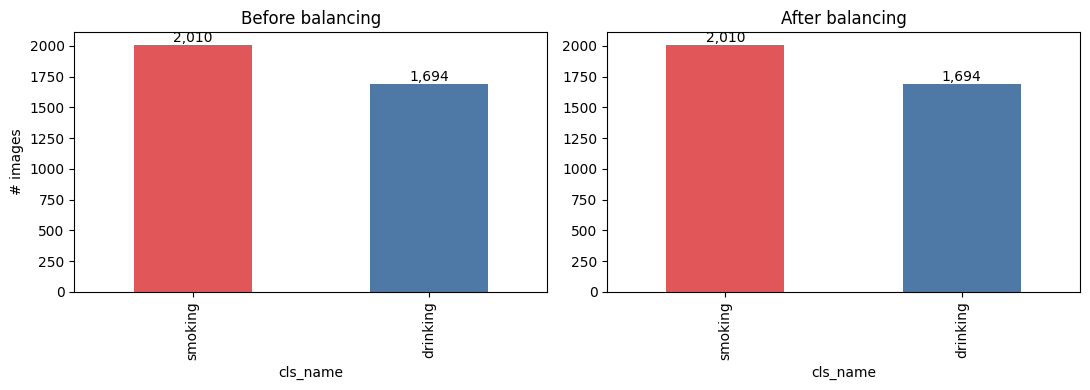 Before balancing
2,010
1,694
2000
1750
1500
1250
1000
750
500
250
0
# images
smoking
drinking
cls_name
After balancing
2,010
1,694
2000
1750
1500
1250
1000
750
500
250
0
smoking
drinking
cls_name